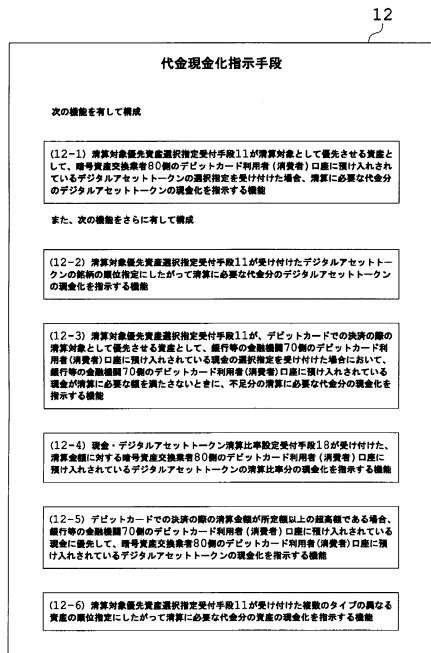 12
代金現金化指示手段
次の機能を有して構成
(12-1) 清算対象優先資産選択指定受付手段11が清算対象として優先させる資産と
して、暗号資産交換業者80側のデビットカード利用者(消費者)口座に預け入れさ
れているデジタルアセットトークンの選択指定を受け付けた場合、清算に必要な代金分
のデジタルアセットトークンの現金化を指示する機能
また、次の機能をさらに有して構成
(12-2) 清算対象優先資産選択指定受付手段11が受け付けたデジタルアセットトー
クンの銘柄の順位指定にしたがって清算に必要な代金分のデジタルアセットトークン
の現金化を指示する機能
(12-3) 清算対象優先資産選択指定受付手段11が、デビットカードでの決済の際の
清算対象として優先させる資産として、銀行等の金融機関70側のデビットカード利
用者(消費者)口座に預け入れされている現金の選択指定を受け付けた場合において、
銀行等の金融機関70側のデビットカード利用者(消費者)口座に預け入れされている
現金が清算に必要な額を満たさないときに、不足分の清算に必要な代金分の現金化を
指示する機能
(12-4) 現金・デジタルアセットトークン清算比率設定受付手段18が受け付けた、
清算金額に対する暗号資産交換業者80側のデビットカード利用者(消費者)口座に
預け入れされているデジタルアセットトークンの清算比率分の現金化を指示する機能
(12-5) デビットカードでの決済の際の清算金額が所定額以上の超高額である場合、
銀行等の金融機関70側のデビットカード利用者(消費者)口座に預け入れされている
現金に優先して、暗号資産交換業者80側のデビットカード利用者(消費者)口座に預
け入れされているデジタルアセットトークンの現金化を指示する機能
(12-6) 清算対象優先資産選択指定受付手段11が受け付けた複数のタイプの異なる
資産の順位指定にしたがって清算に必要な代金分の資産の現金化を指示する機能